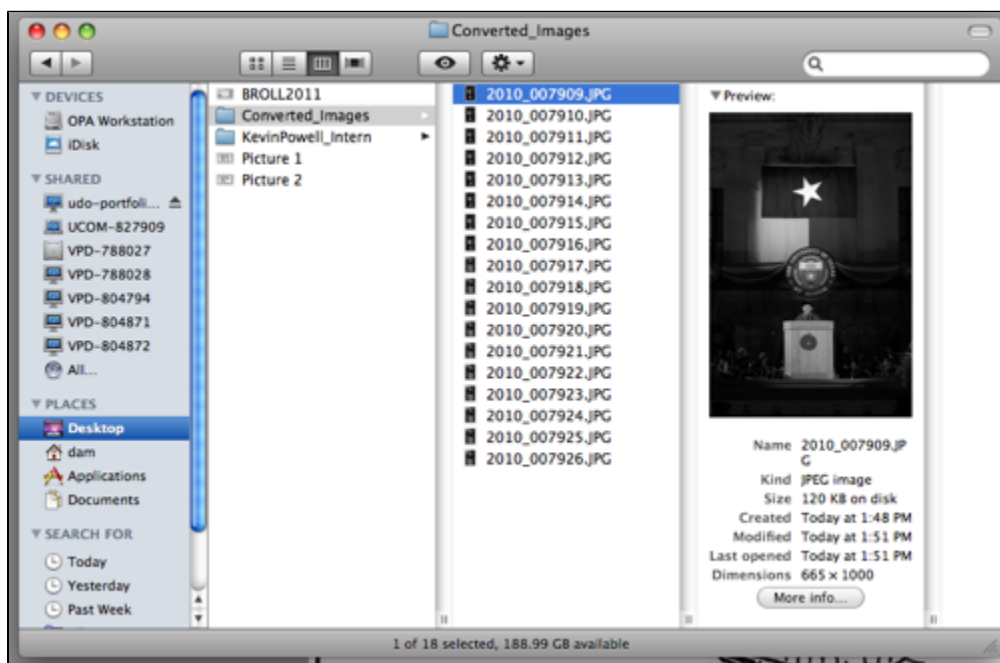 Converted_Images
DEVICES
OPA Workstation
iDisk
SHARED
udo-portfoli...
UCOM-827909
VPD-788027
VPD-788028
VPD-804794
VPD-804871
VPD-804872
All...
PLACES
Desktop
dam
Applications
Documents
SEARCH FOR
Today
Yesterday
Past Week
BROLL2011
Converted_Images
KevinPowell_Intern
Picture 1
Picture 2
2010_007909.JPG
2010_007910.JPG
2010_007911.JPG
2010_007912.JPG
2010_007913.JPG
2010_007914.JPG
2010_007915.JPG
2010_007916.JPG
2010_007917.JPG
2010_007918.JPG
2010_007919.JPG
2010_007920.JPG
2010_007921.JPG
2010_007922.JPG
2010_007923.JPG
2010_007924.JPG
2010_007925.JPG
2010_007926.JPG
Preview:
Name 2010_007909.JP
G
Kind JPEG image
Size 120 KB on disk
Created Today at 1:48 PM
Modified Today at 1:51 PM
Last opened Today at 1:51 PM
Dimensions 665 × 1000
More info...
1 of 18 selected, 188.99 GB available